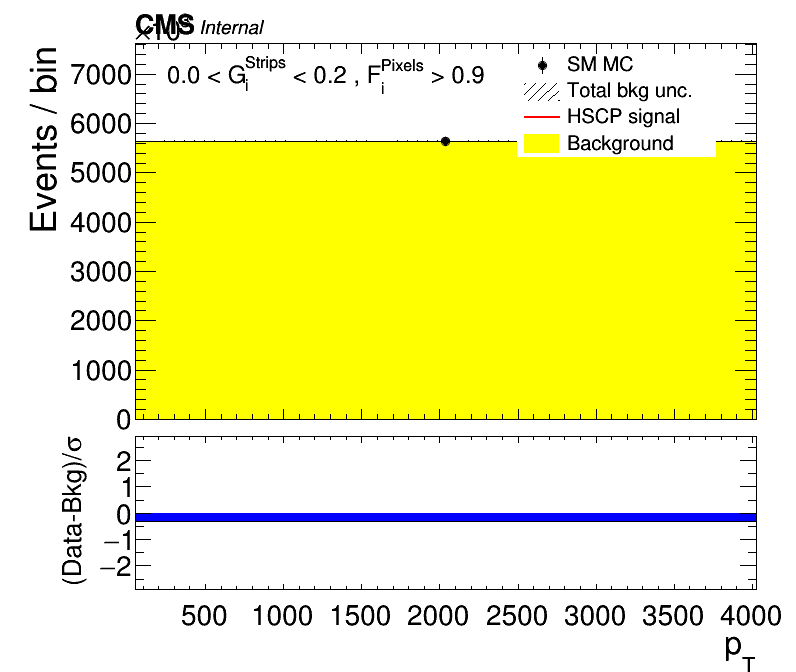 CMS Internal
×10
7000
6000
5000
4000
3000
2000
1000
0
Events / bin
0.0 < G_i^Strips < 0.2 , F_i^Pixels > 0.9
SM MC
Total bkg unc.
HSCP signal
Background
(Data-Bkg)/σ
2
1
0
−1
−2
500 1000 1500 2000 2500 3000 3500 4000
p_T